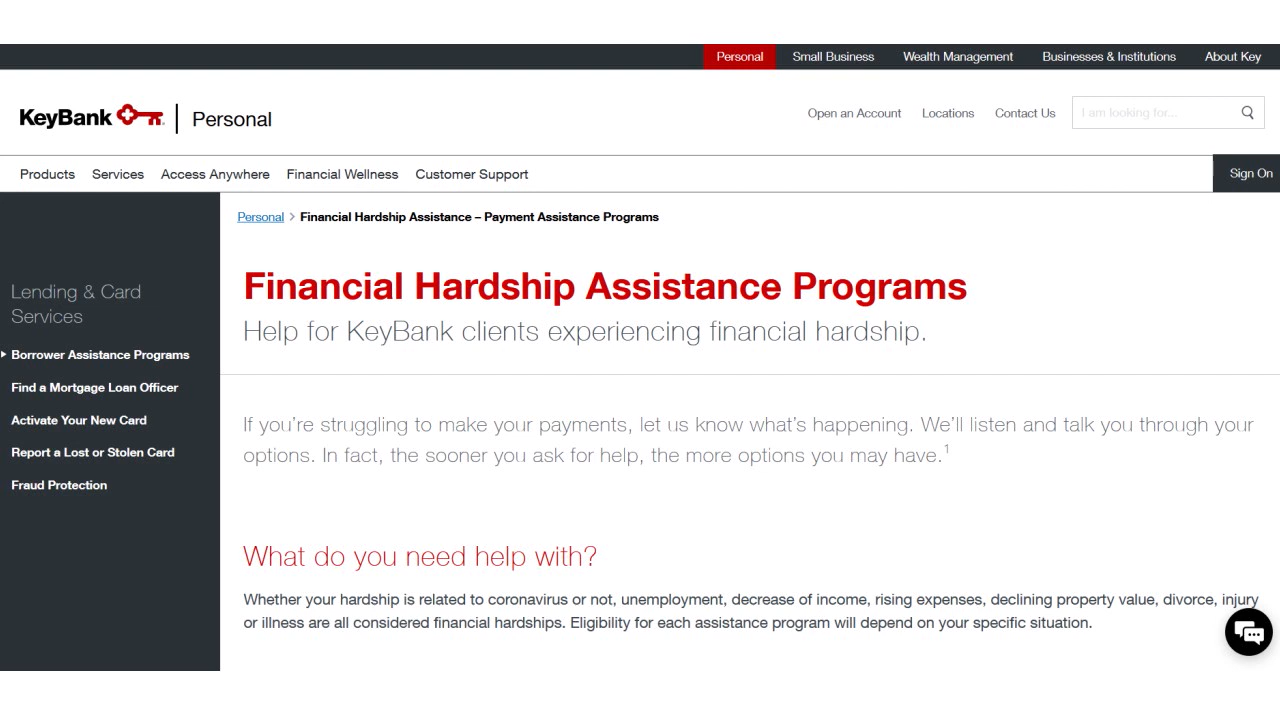 Personal Small Business Wealth Management Businesses & Institutions About Key
KeyBank Personal
Open an Account Locations Contact Us I am looking for...
Products Services Access Anywhere Financial Wellness Customer Support Sign On
Personal > Financial Hardship Assistance – Payment Assistance Programs
Lending & Card
Services
Borrower Assistance Programs
Find a Mortgage Loan Officer
Activate Your New Card
Report a Lost or Stolen Card
Fraud Protection
Financial Hardship Assistance Programs
Help for KeyBank clients experiencing financial hardship.
If you’re struggling to make your payments, let us know what’s happening. We’ll listen and talk you through your
options. In fact, the sooner you ask for help, the more options you may have.1
What do you need help with?
Whether your hardship is related to coronavirus or not, unemployment, decrease of income, rising expenses, declining property value, divorce, injury
or illness are all considered financial hardships. Eligibility for each assistance program will depend on your specific situation.